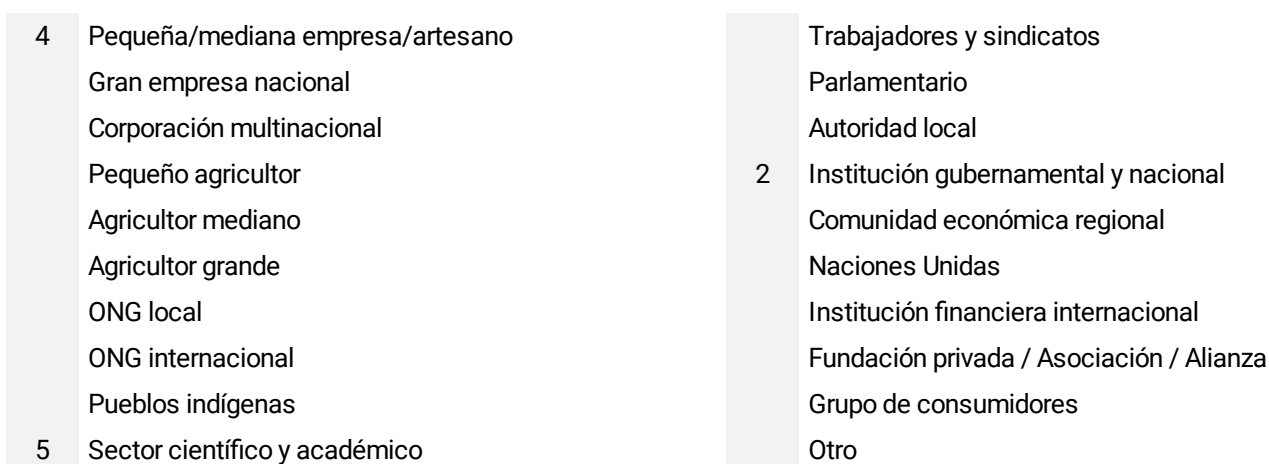 4 Pequeña/mediana empresa/artesano
Gran empresa nacional
Corporación multinacional
Pequeño agricultor
Agricultor mediano
Agricultor grande
ONG local
ONG internacional
Pueblos indígenas
5 Sector científico y académico
Trabajadores y sindicatos
Parlamentario
Autoridad local
2 Institución gubernamental y nacional
Comunidad económica regional
Naciones Unidas
Institución financiera internacional
Fundación privada / Asociación / Alianza
Grupo de consumidores
Otro